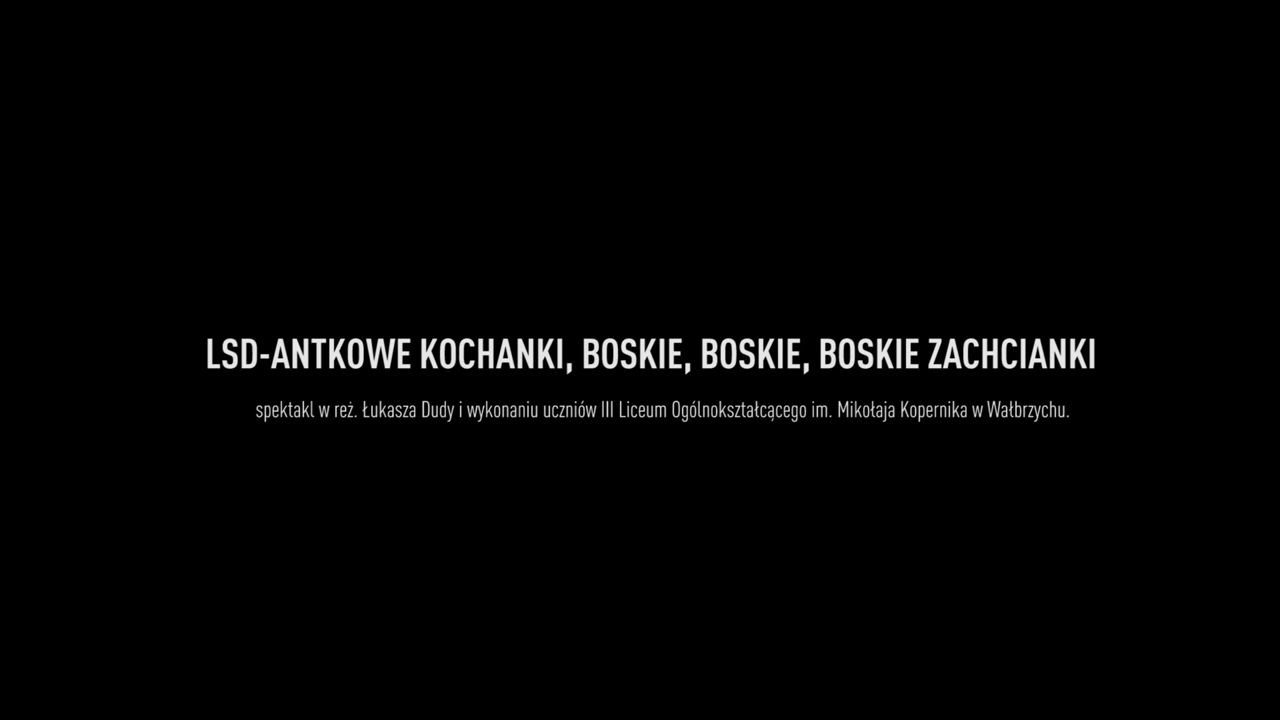 LSD-ANTKOWE KOCHANKI, BOSKIE, BOSKIE, BOSKIE ZACHCIANKI
spektakl w reż. Łukasza Dudy i wykonaniu uczniów III Liceum Ogólnokształcącego im. Mikołaja Kopernika w Wałbrzychu.